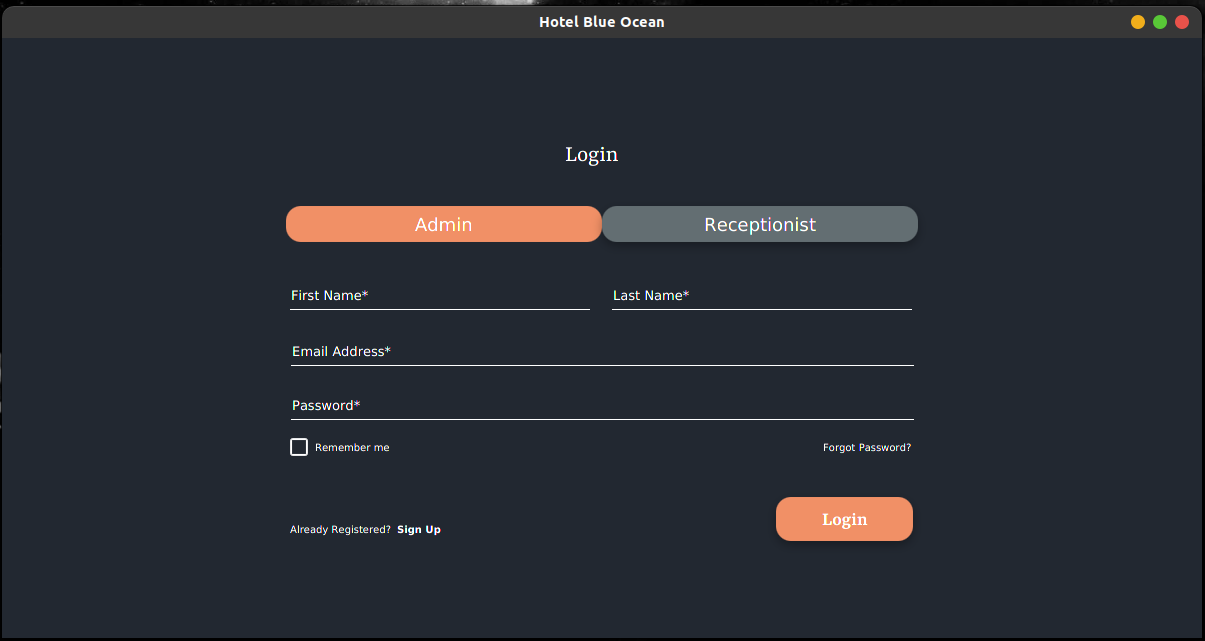 Hotel Blue Ocean
Login
Admin Receptionist
First Name* Last Name*
Email Address*
Password*
Remember me Forgot Password?
Already Registered? Sign Up Login